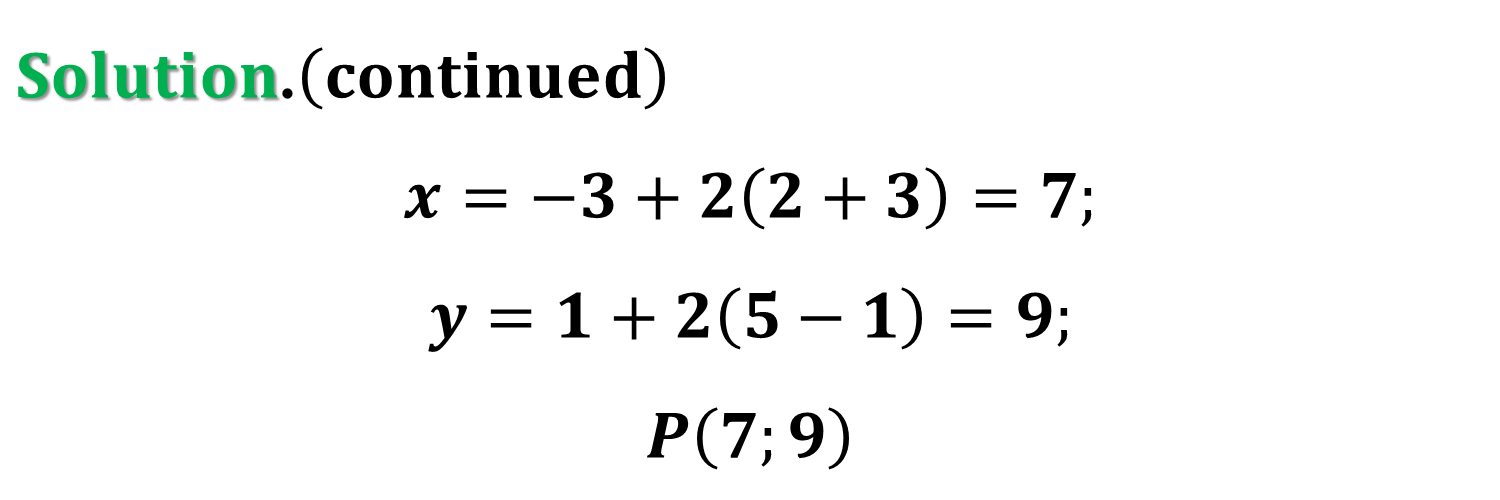 Solution.(continued)
x = −3 + 2(2 + 3) = 7;
y = 1 + 2(5 − 1) = 9;
P(7; 9)